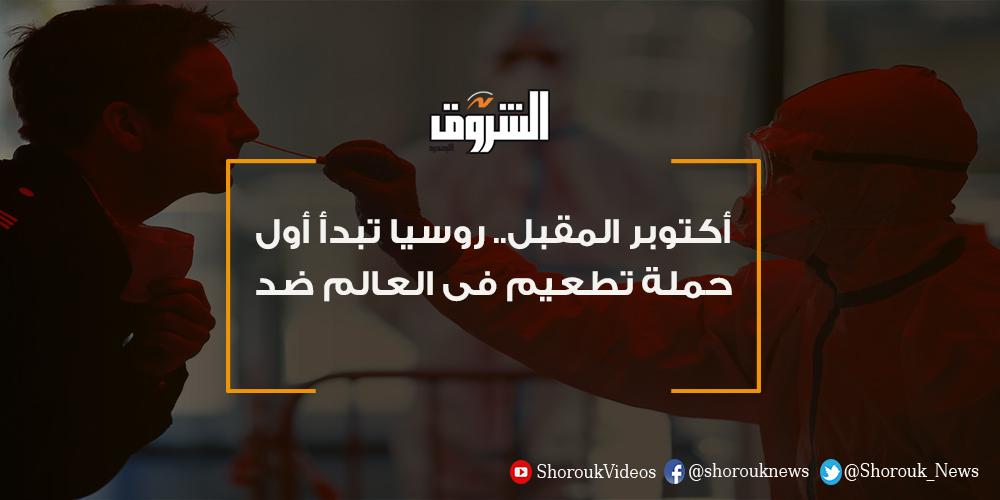 الشروق
أكتوبر المقبل.. روسيا تبدأ أول
حملة تطعيم فى العالم ضد
ShoroukVideos @shorouknews @Shorouk_News